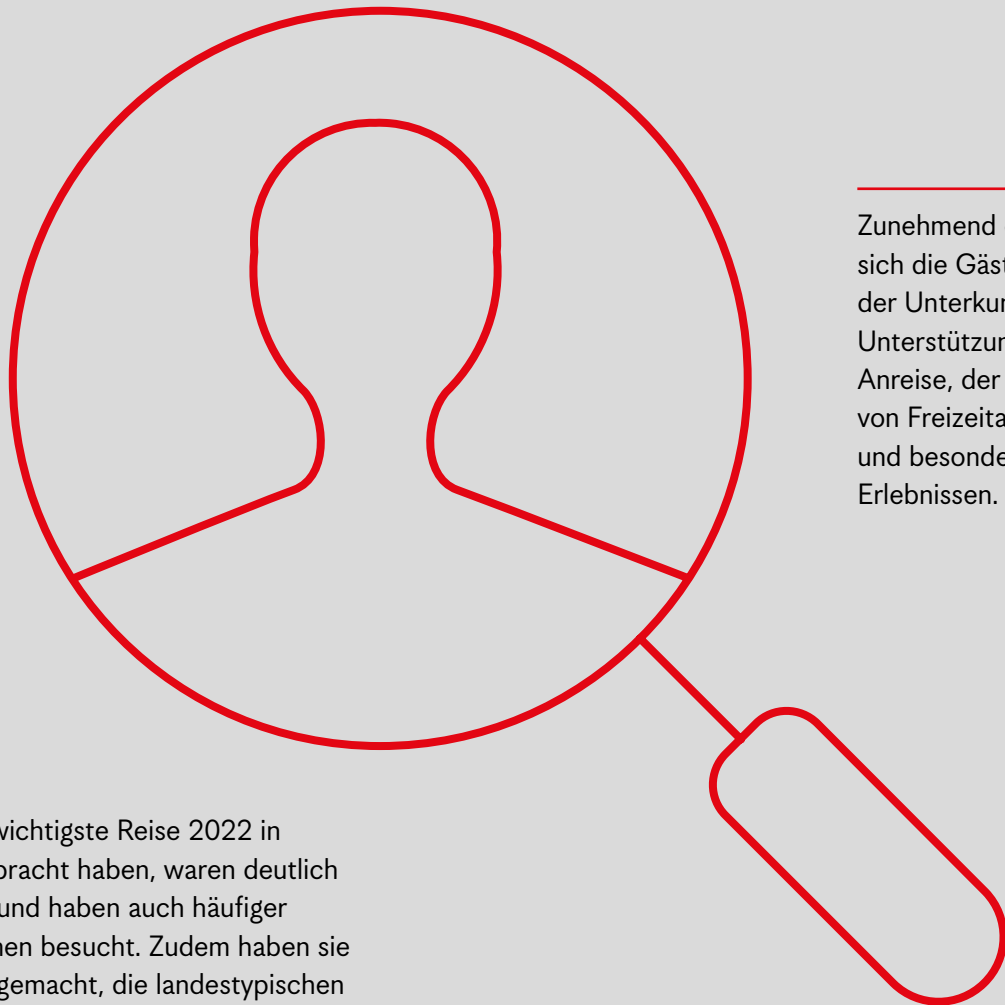 Zunehmend
sich die Gäst
der Unterkun
Unterstützun
Anreise, der
von Freizeita
und besonde
Erlebnissen.
wichtigste Reise 2022 in
bracht haben, waren deutlich
und haben auch häufiger
nen besucht. Zudem haben sie
gemacht, die landestypischen